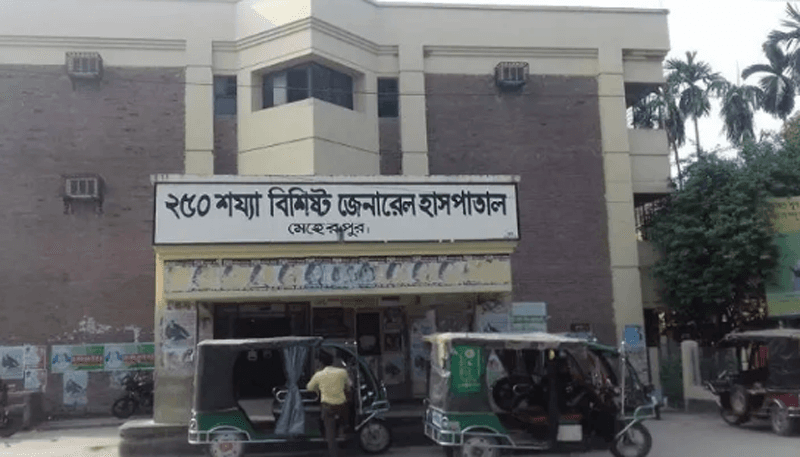 ২৫০ শয্যা বিশিষ্ট জেনারেল হাসপাতাল
মেহেরপুর।